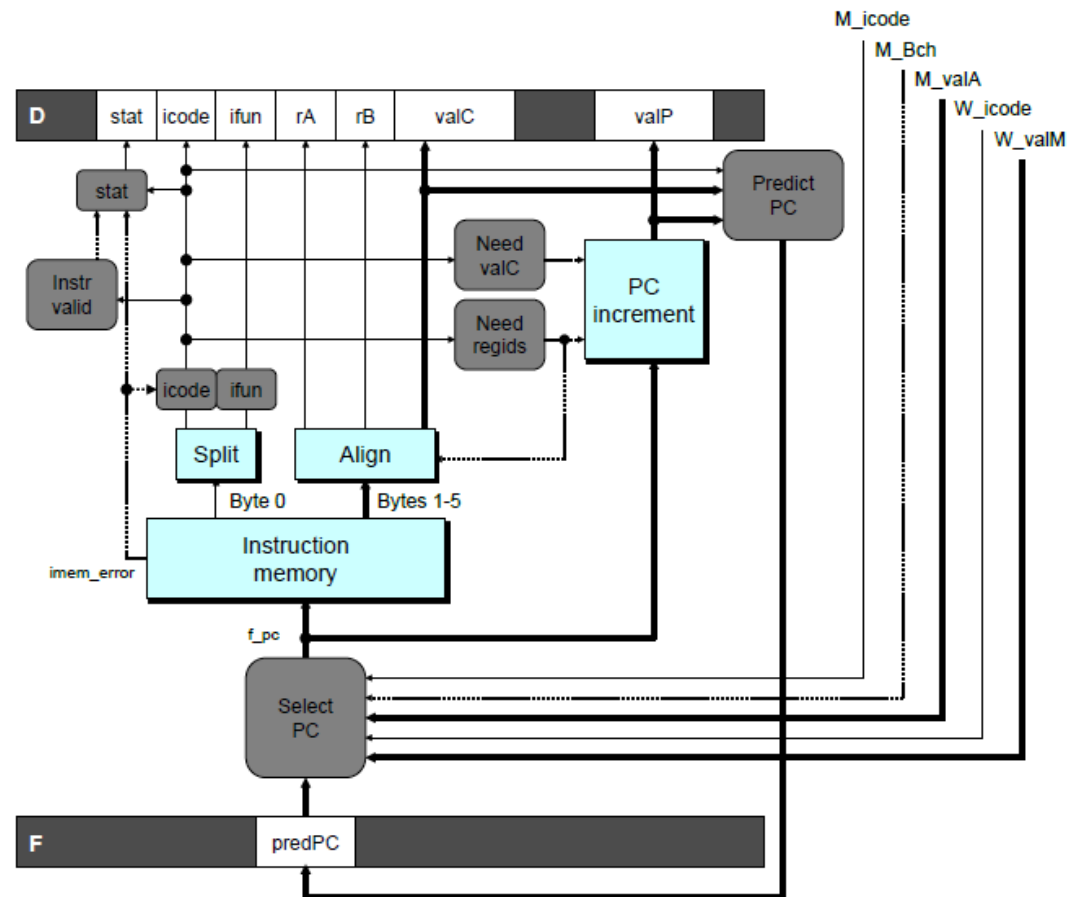 M_icode
M_Bch
M_valA
W_icode
W_valM
D
stat
icode
ifun
rA
rB
valC
valP
stat
Predict
PC
Need
valC
Instr
valid
PC
increment
Need
regids
icode
ifun
Split
Align
Byte 0
Bytes 1-5
Instruction
memory
imem_error
f_pc
Select
PC
F
predPC